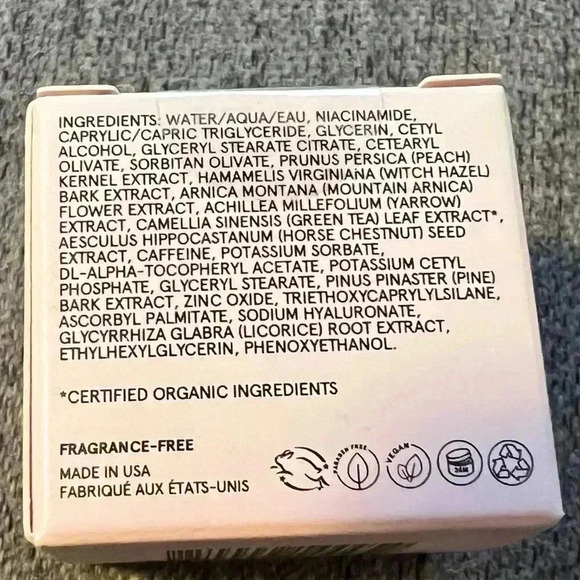 INGREDIENTS: WATER/AQUA/EAU, NIACINAMIDE,
CAPRYLIC/CAPRIC TRIGLYCERIDE, GLYCERIN, CETYL
ALCOHOL, GLYCERYL STEARATE CITRATE, CETEARYL
OLIVATE, SORBITAN OLIVATE, PRUNUS PERSICA (PEACH)
KERNEL EXTRACT, HAMAMELIS VIRGINIANA (WITCH HAZEL)
BARK EXTRACT, ARNICA MONTANA (MOUNTAIN ARNICA)
FLOWER EXTRACT, ACHILLEA MILLEFOLIUM (YARROW)
EXTRACT, CAMELLIA SINENSIS (GREEN TEA) LEAF EXTRACT*,
AESCULUS HIPPOCASTANUM (HORSE CHESTNUT) SEED
EXTRACT, CAFFEINE, POTASSIUM SORBATE,
DL-ALPHA-TOCOPHERYL ACETATE, POTASSIUM CETYL
PHOSPHATE, GLYCERYL STEARATE, PINUS PINASTER (PINE)
BARK EXTRACT, ZINC OXIDE, TRIETHOXYCAPRYLYLSILANE,
ASCORBYL PALMITATE, SODIUM HYALURONATE,
GLYCYRRHIZA GLABRA (LICORICE) ROOT EXTRACT,
ETHYLHEXYLGLYCERIN, PHENOXYETHANOL.
*CERTIFIED ORGANIC INGREDIENTS
FRAGRANCE-FREE
MADE IN USA
FABRIQUÉ AUX ÉTATS-UNIS
PARABEN FREE
VEGAN